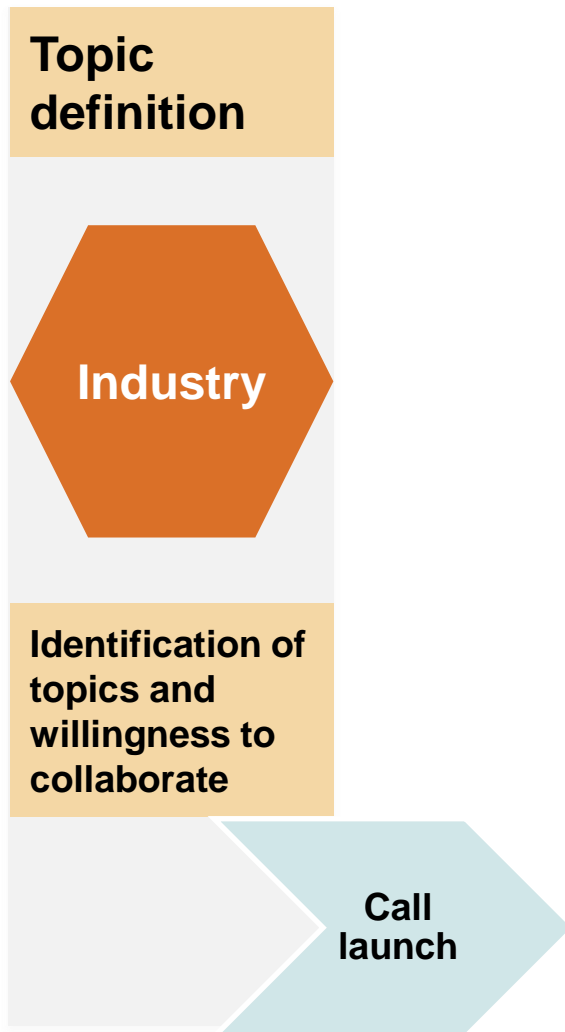 Topic
definition
Industry
Identification of
topics and
willingness to
collaborate
Call
launch